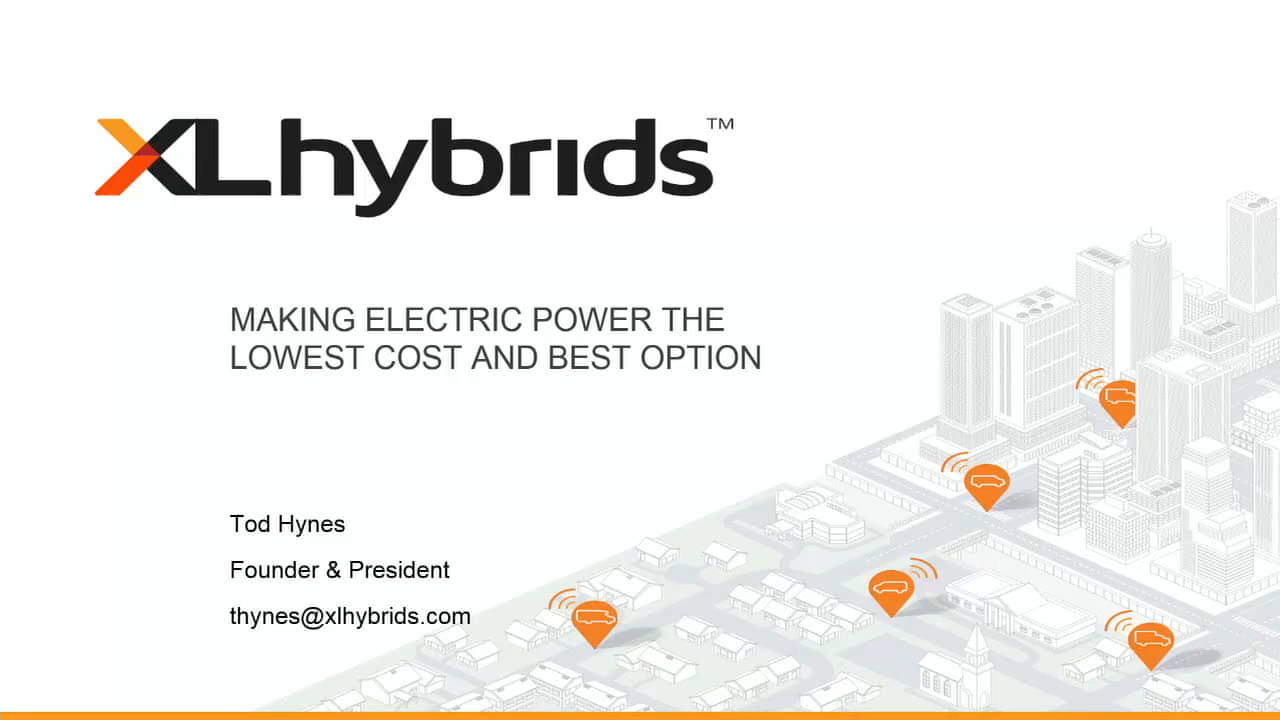 XLhybrids™
MAKING ELECTRIC POWER THE
LOWEST COST AND BEST OPTION
Tod Hynes
Founder & President
thynes@xlhybrids.com